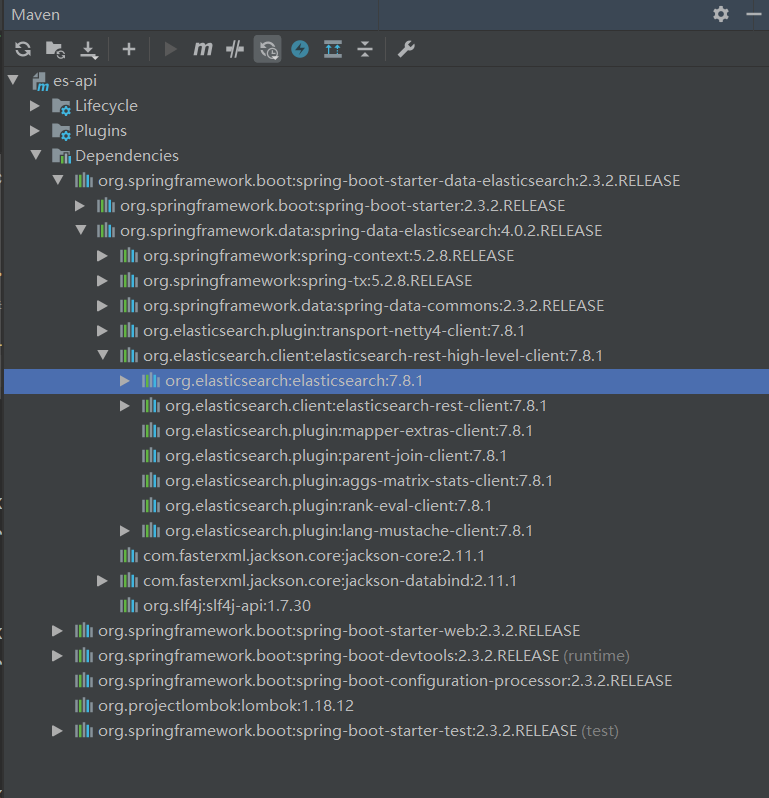 Maven
es-api
Lifecycle
Plugins
Dependencies
org.springframework.boot:spring-boot-starter-data-elasticsearch:2.3.2.RELEASE
org.springframework.boot:spring-boot-starter:2.3.2.RELEASE
org.springframework.data:spring-data-elasticsearch:4.0.2.RELEASE
org.springframework:spring-context:5.2.8.RELEASE
org.springframework:spring-tx:5.2.8.RELEASE
org.springframework.data:spring-data-commons:2.3.2.RELEASE
org.elasticsearch.plugin:transport-netty4-client:7.8.1
org.elasticsearch.client:elasticsearch-rest-high-level-client:7.8.1
org.elasticsearch:elasticsearch:7.8.1
org.elasticsearch.client:elasticsearch-rest-client:7.8.1
org.elasticsearch.plugin:mapper-extras-client:7.8.1
org.elasticsearch.plugin:parent-join-client:7.8.1
org.elasticsearch.plugin:aggs-matrix-stats-client:7.8.1
org.elasticsearch.plugin:rank-eval-client:7.8.1
org.elasticsearch.plugin:lang-mustache-client:7.8.1
com.fasterxml.jackson.core:jackson-core:2.11.1
com.fasterxml.jackson.core:jackson-databind:2.11.1
org.slf4j:slf4j-api:1.7.30
org.springframework.boot:spring-boot-starter-web:2.3.2.RELEASE
org.springframework.boot:spring-boot-devtools:2.3.2.RELEASE (runtime)
org.springframework.boot:spring-boot-configuration-processor:2.3.2.RELEASE
org.projectlombok:lombok:1.18.12
org.springframework.boot:spring-boot-starter-test:2.3.2.RELEASE (test)